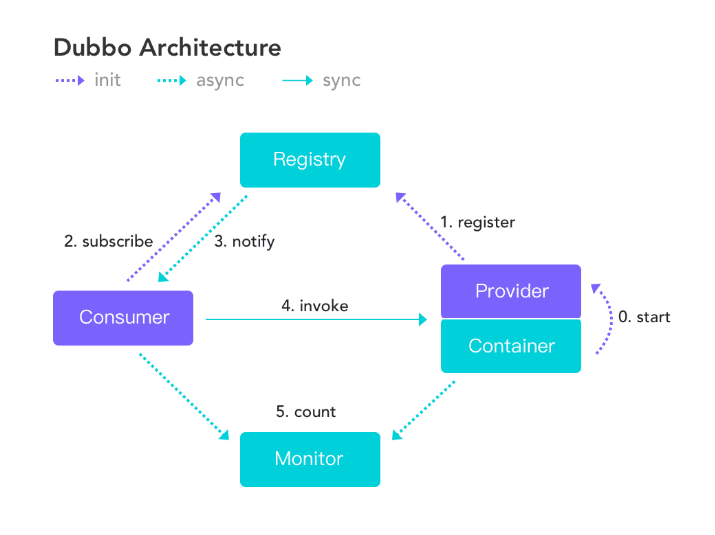 Dubbo Architecture
init async sync
Registry
1. register
2. subscribe 3. notify
Provider
4. invoke
Consumer
0. start
Container
5. count
Monitor